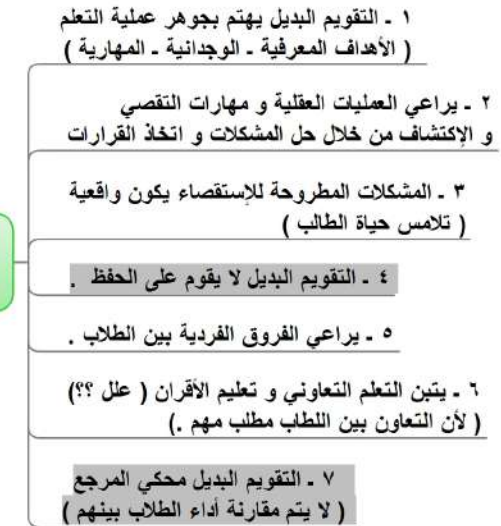 ١ ـ التقويم البديل يهتم بجوهر عملية التعلم
( الأهداف المعرفية ـ الوجدانية ـ المهارية )
٢ ـ يراعي العمليات العقلية و مهارات التقصي
و الإكتشاف من خلال حل المشكلات و اتخاذ القرارات
٣ ـ المشكلات المطروحة للإستقصاء يكون واقعية
( تلامس حياة الطالب )
٤ ـ التقويم البديل لا يقوم على الحفظ .
٥ ـ يراعي الفروق الفردية بين الطلاب .
٦ ـ يتبن التعلم التعاوني و تعليم الأقران ( علل ؟؟)
( لأن التعاون بين اللطاب مطلب مهم .)
٧ ـ التقويم البديل محكي المرجع
( لا يتم مقارنة أداء الطلاب بينهم )